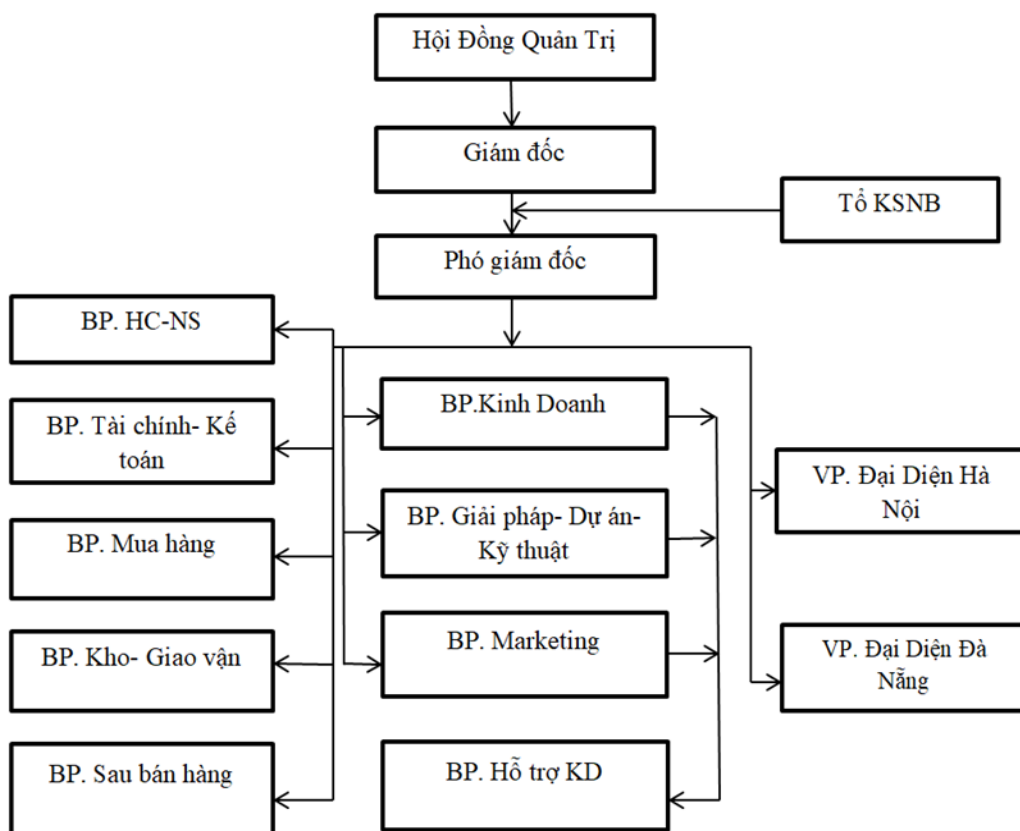 Hội Đồng Quản Trị
Giám đốc
Tổ KSNB
Phó giám đốc
BP. HC-NS
BP. Tài chính- Kế
toán
BP. Mua hàng
BP. Kho- Giao vận
BP. Sau bán hàng
BP.Kinh Doanh
BP. Giải pháp- Dự án-
Kỹ thuật
BP. Marketing
BP. Hỗ trợ KD
VP. Đại Diện Hà
Nội
VP. Đại Diện Đà
Nẵng